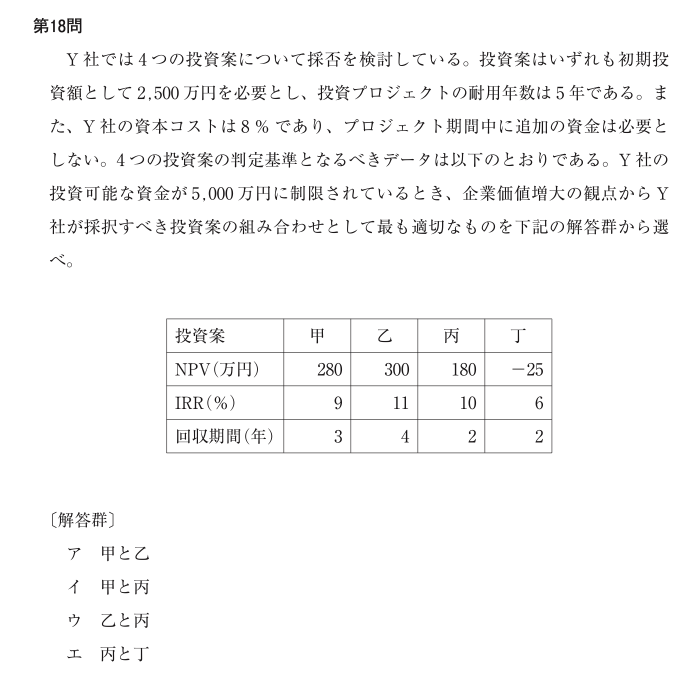 第18問
Y社では4つの投資案について採否を検討している。投資案はいずれも初期投
資額として2,500万円を必要とし、投資プロジェクトの耐用年数は5年である。ま
た、Y社の資本コストは8%であり、プロジェクト期間中に追加の資金は必要と
しない。4つの投資案の判定基準となるべきデータは以下のとおりである。Y社の
投資可能な資金が5,000万円に制限されているとき、企業価値増大の観点からY
社が採択すべき投資案の組み合わせとして最も適切なものを下記の解答群から選
べ。
投資案 甲 乙 丙 丁
NPV(万円) 280 300 180 -25
IRR(%) 9 11 10 6
回収期間(年) 3 4 2 2
〔解答群〕
ア 甲と乙
イ 甲と丙
ウ 乙と丙
エ 丙と丁